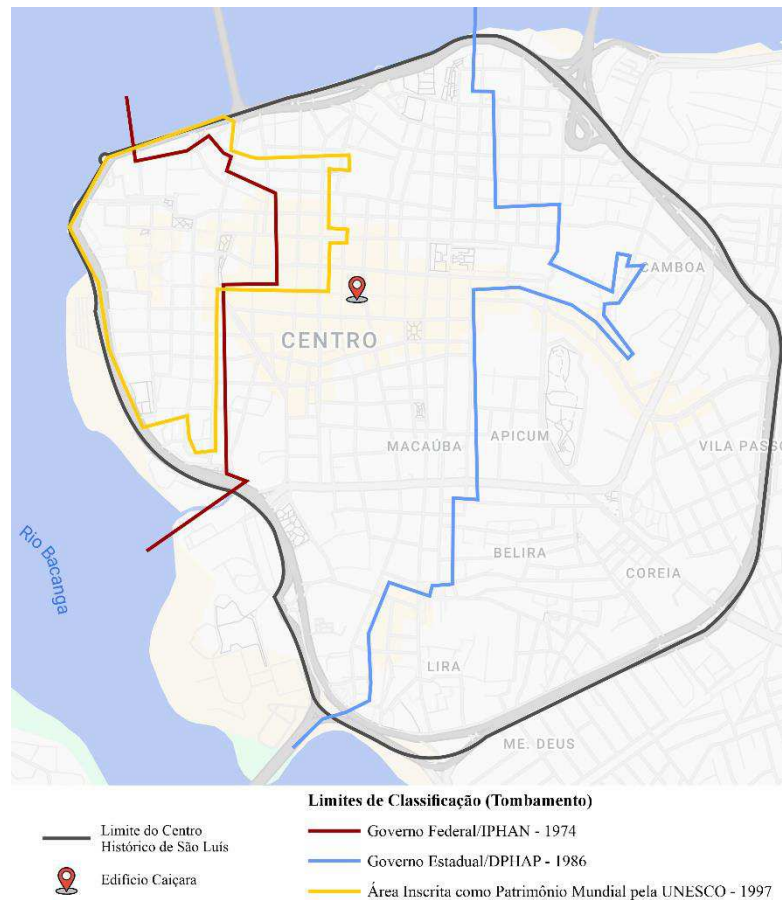 CAMBOA
CENTRO
MACAÚBA
APICUM
VILA PASSO
Rio Bacanga
BELIRA
COREIA
LIRA
ME. DEUS
Limites de Classificação (Tombamento)
Limite do Centro
Histórico de São Luís
Governo Federal/IPHAN - 1974
Governo Estadual/DPHAP - 1986
Edifício Caiçara
Área Inscrita como Patrimônio Mundial pela UNESCO - 1997